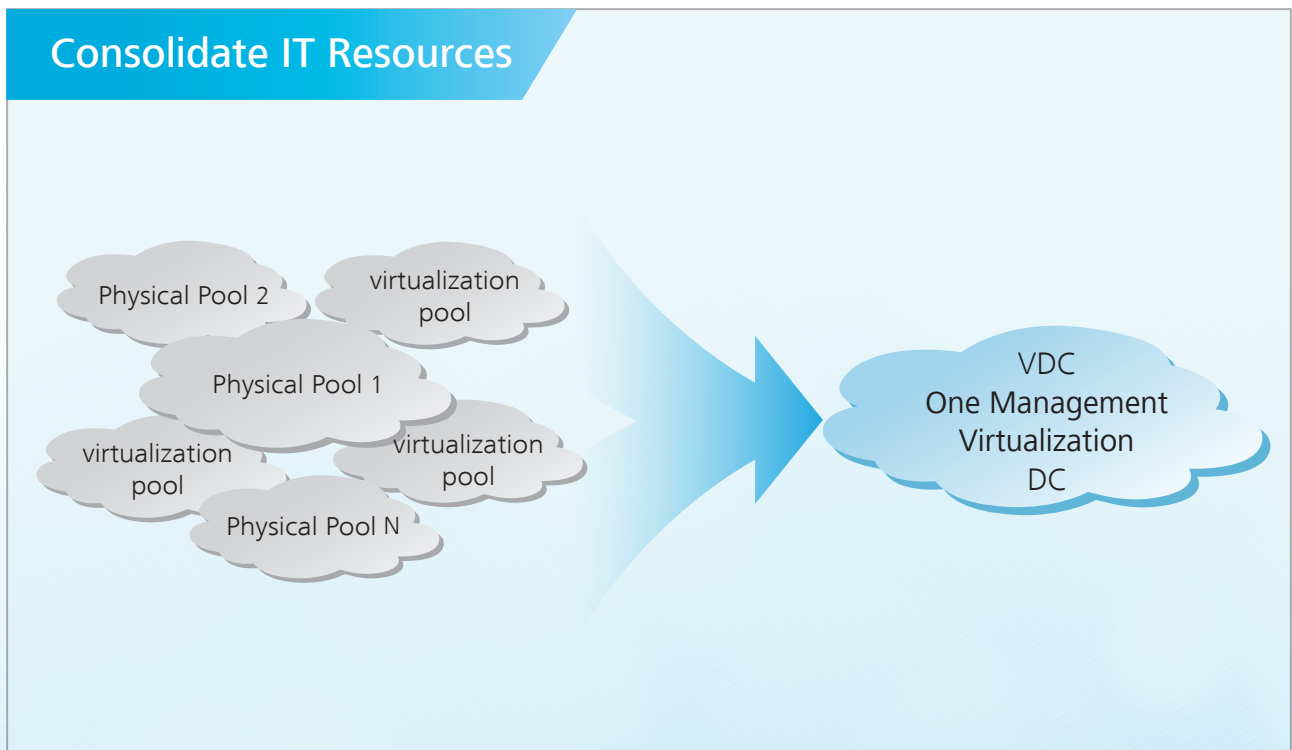 Consolidate IT Resources
Physical Pool 2
virtualization
pool
Physical Pool 1
virtualization
pool
virtualization
pool
Physical Pool N
VDC
One Management
Virtualization
DC